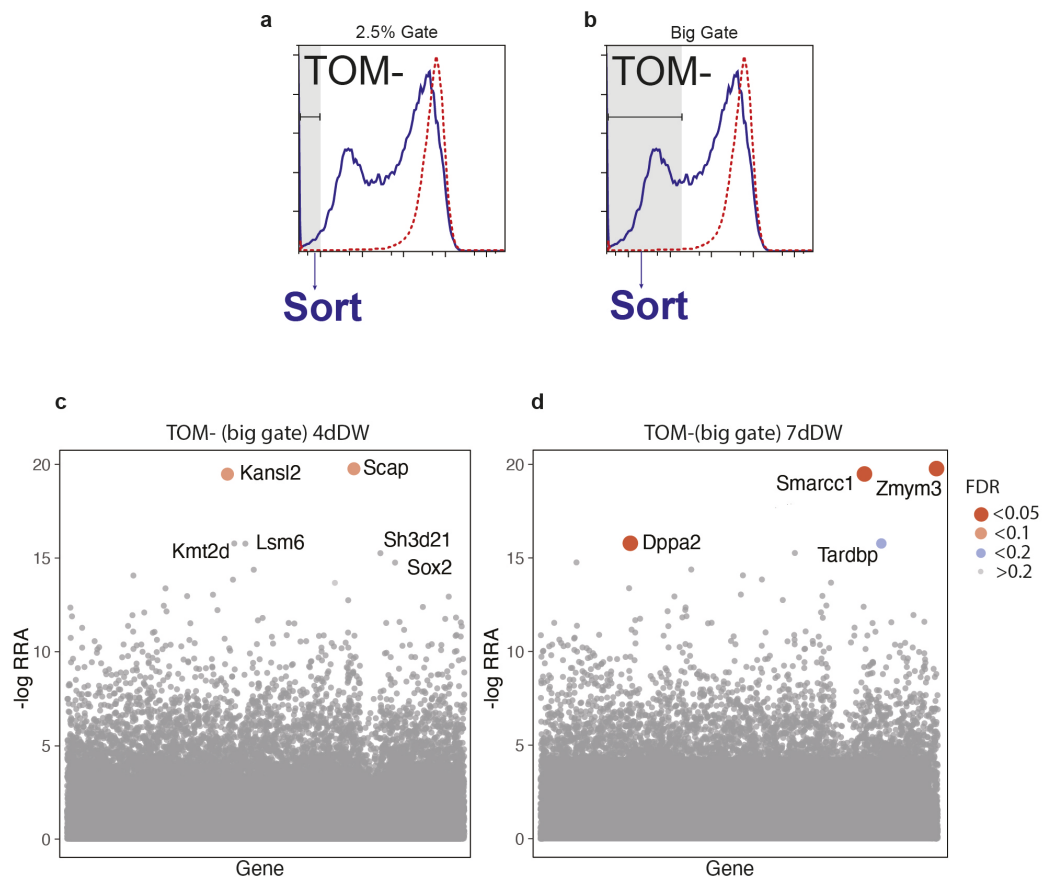 a
2.5% Gate
TOM-
Sort
b
Big Gate
TOM-
Sort
c
TOM- (big gate) 4dDW
20
15
10
5
0
-log RRA
Kansl2
Scap
Kmt2d
Lsm6
Sh3d21
Sox2
Gene
d
TOM-(big gate) 7dDW
20
15
10
5
0
-log RRA
Smarcc1
Zmym3
Dppa2
Tardbp
Gene
FDR
<0.05
<0.1
<0.2
>0.2